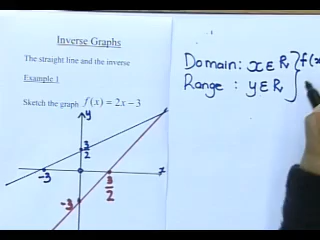 Inverse Graphs
The straight line and the inverse
Example 1
Sketch the graph f(x) = 2x − 3
y
3/2
-3
3/2
x
-3
Domain: x ∈ ℝ
Range : y ∈ ℝ
} f(x